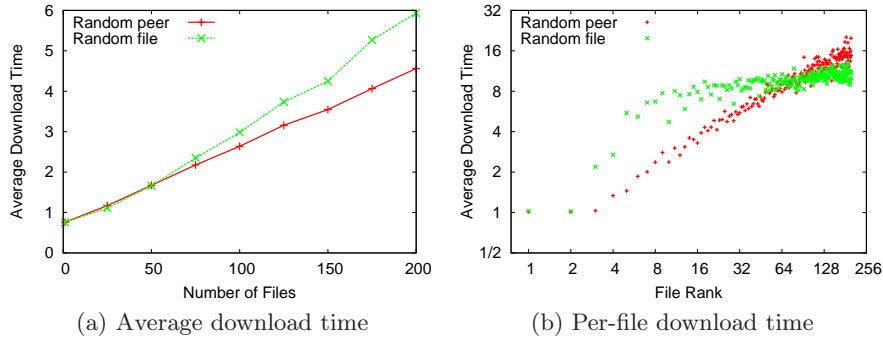 Random peer
Random file
Average Download Time
6
5
4
3
2
1
0
0
50
100
150
200
Number of Files
(a) Average download time
Random peer
Random file
Average Download Time
32
16
8
4
2
1
1/2
1
2
4
8
16
32
64
128
256
File Rank
(b) Per-file download time